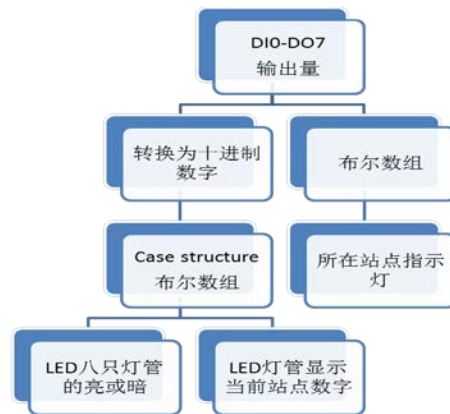 DI0-DO7
输出量
转换为十进制
数字
布尔数组
Case structure
布尔数组
所在站点指示
灯
LED八只灯管
的亮或暗
LED灯管显示
当前站点数字